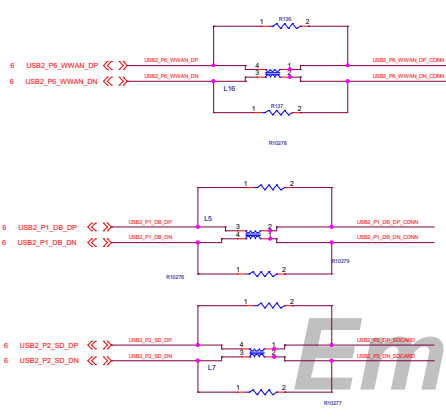 1 R136 2
6 USB2_P6_WWAN_DP USB2_P6_WWAN_DP 4 1 USB2_P6_WWAN_DP_CONN
6 USB2_P6_WWAN_DN USB2_P6_WWAN_DN 3 2 USB2_P6_WWAN_DN_CONN
L16
1 R137 2
R10278
1 2
6 USB2_P1_DB_DP USB2_P1_DB_DP L5 3 2 USB2_P1_DB_DP_CONN
6 USB2_P1_DB_DN USB2_P1_DB_DN 4 1 USB2_P1_DB_DN_CONN
R10279
R10276 1 2
1 2
6 USB2_P2_SD_DP USB2_P2_SD_DP 4 1 USB2_P2_DP_SDCARD
6 USB2_P2_SD_DN USB2_P2_SD_DN 3 2 USB2_P2_DN_SDCARD
L7
Em
1 2
R10277